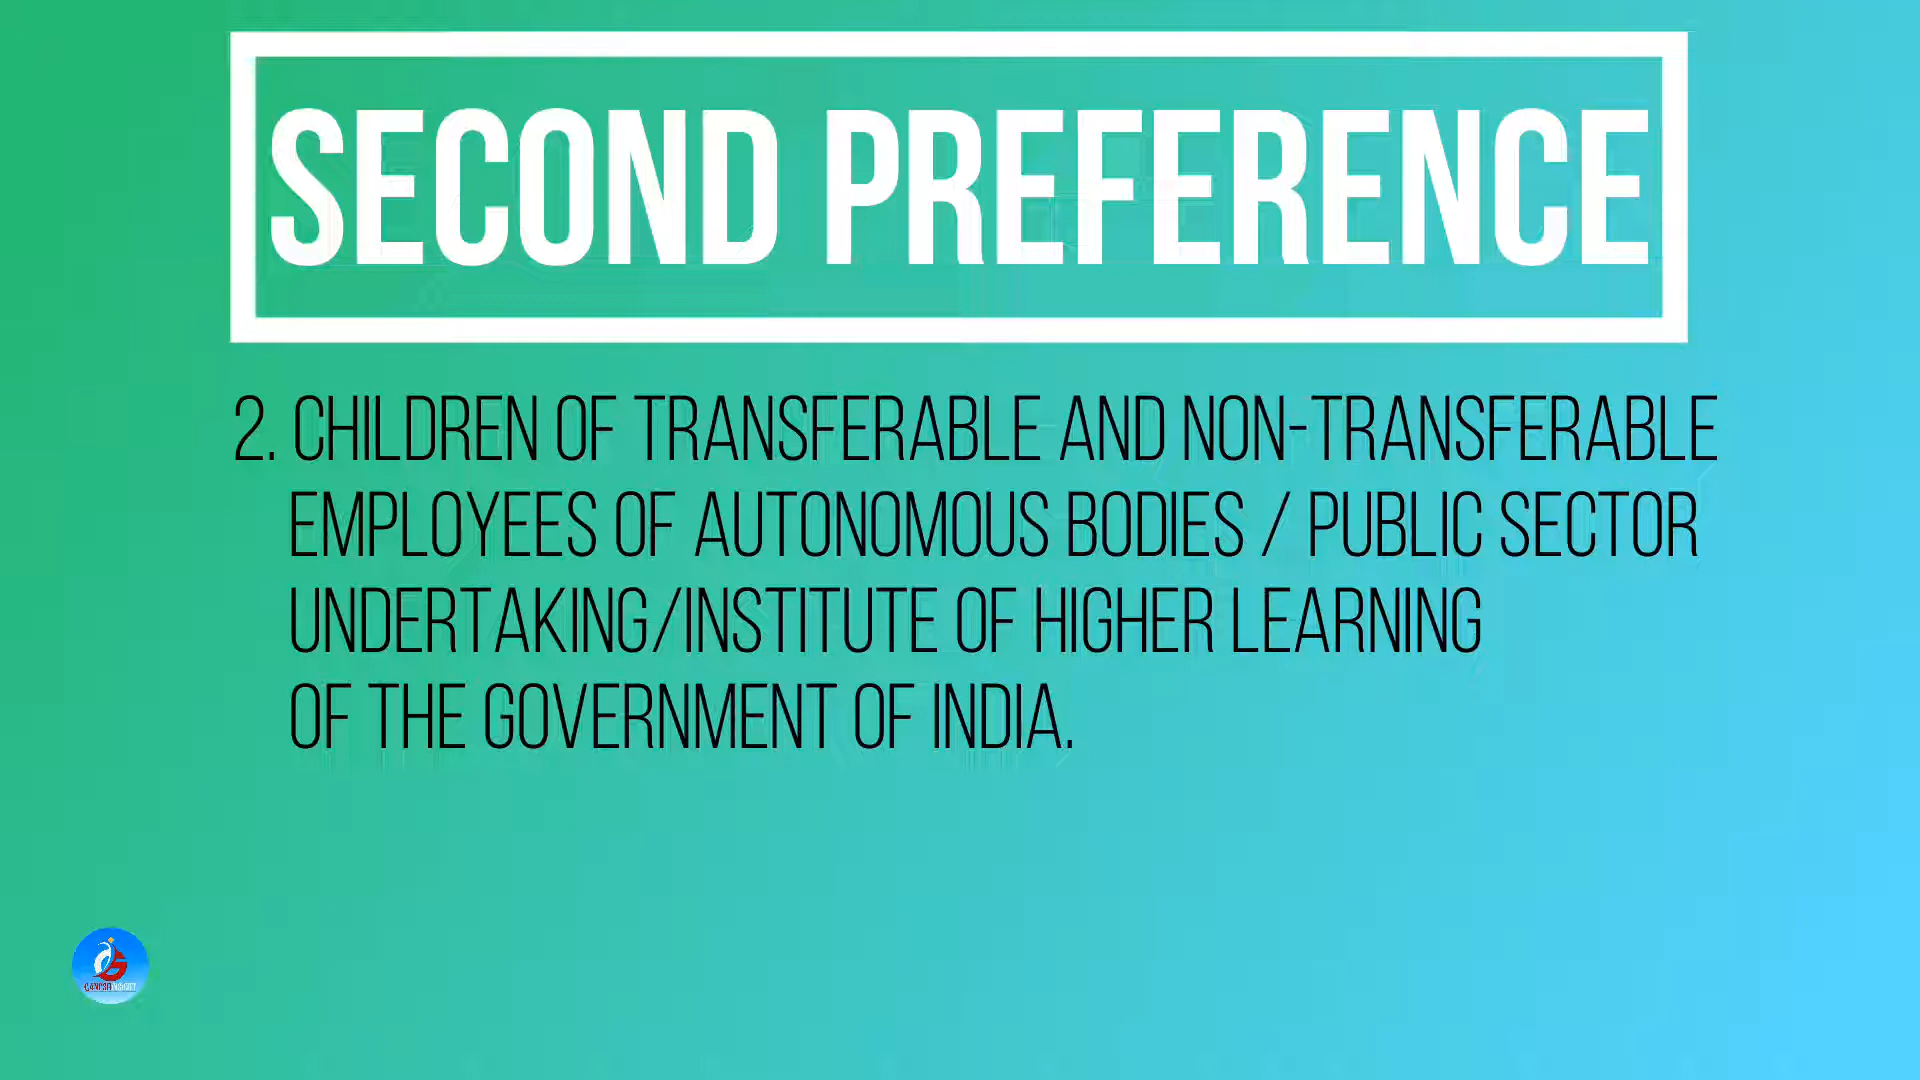 SECOND PREFERENCE
2. CHILDREN OF TRANSFERABLE AND NON-TRANSFERABLE
EMPLOYEES OF AUTONOMOUS BODIES / PUBLIC SECTOR
UNDERTAKING/INSTITUTE OF HIGHER LEARNING
OF THE GOVERNMENT OF INDIA.